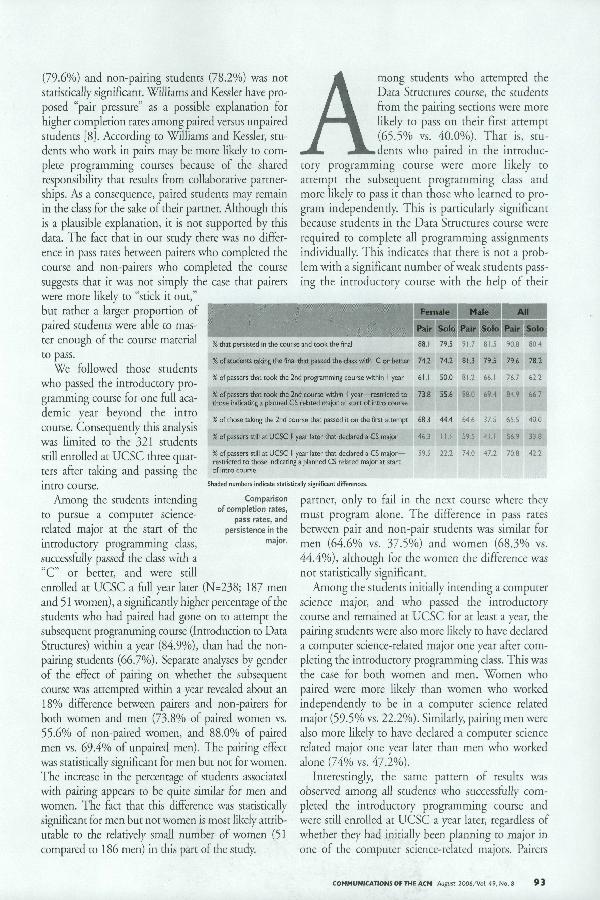 (79.6%) and non-pairing students (78.2%) was not
statistically significant. Williams and Kessler have pro-
posed “pair pressure” as a possible explanation for
higher completion rates among paired versus unpaired
students [8]. According to Williams and Kessler, stu-
dents who work in pairs may be more likely to com-
plete programming courses because of the shared
responsibility that results from collaborative partner-
ships. As a consequence, paired students may remain
in the class for the sake of their partner. Although this
is a plausible explanation, it is not supported by this
data. The fact that in our study there was no differ-
ence in pass rates between pairers who completed the
course and non-pairers who completed the course
suggests that it was not simply the case that pairers
were more likely to “stick it out,”
but rather a larger proportion of
paired students were able to mas-
ter enough of the course material
to pass.
We followed those students
who passed the introductory pro-
gramming course for one full aca-
demic year beyond the intro
course. Consequently this analysis
was limited to the 321 students
still enrolled at UCSC three quar-
ters after taking and passing the
intro course.
Among the students intending
to pursue a computer science-
related major at the start of the
introductory programming class,
successfully passed the class with a
“C” or better, and were still
enrolled at UCSC a full year later (N=238; 187 men
and 51 women), a significantly higher percentage of the
students who had paired had gone on to attempt the
subsequent programming course (Introduction to Data
Structures) within a year (84.9%), than had the non-
pairing students (66.7%). Separate analyses by gender
of the effect of pairing on whether the subsequent
course was attempted within a year revealed about an
18% difference between pairers and non-pairers for
both women and men (73.8% of paired women vs.
55.6% of non-paired women, and 88.0% of paired
men vs. 69.4% of unpaired men). The pairing effect
was statistically significant for men but not for women.
The increase in the percentage of students associated
with pairing appears to be quite similar for men and
women. The fact that this difference was statistically
significant for men but not women is most likely attrib-
utable to the relatively small number of women (51
compared to 186 men) in this part of the study.
Among students who attempted the
Data Structures course, the students
from the pairing sections were more
likely to pass on their first attempt
(65.5% vs. 40.0%). That is, stu-
dents who paired in the introduc-
tory programming course were more likely to
attempt the subsequent programming class and
more likely to pass it than those who learned to pro-
gram independently. This is particularly significant
because students in the Data Structures course were
required to complete all programming assignments
individually. This indicates that there is not a prob-
lem with a significant number of weak students pass-
ing the introductory course with the help of their
Female Male All
Pair Solo Pair Solo Pair Solo
% that persisted in the course and took the final 88.1 79.5 91.7 81.5 90.8 80.4
% of students taking the final that passed the class with C or better 74.2 74.2 81.3 79.5 79.6 78.2
% of passers that took the 2nd programming course within 1 year 61.1 50.0 81.2 66.1 76.7 62.2
% of passers that took the 2nd course within 1 year—restricted to
those indicating a planned CS related major at start of intro course 73.8 55.6 88.0 69.4 84.9 66.7
% of those taking the 2nd course that passed it on the first attempt 68.3 44.4 64.6 37.5 65.5 40.0
% of passers still at UCSC 1 year later that declared a CS major 46.3 59.5 56.9 33.8
% of passers still at UCSC 1 year later that declared a CS major—
restricted to those indicating a planned CS related major at start
of intro course 59.5 22.2 74.0 47.2 70.8 42.2
Shaded numbers indicate statistically significant differences.
Comparison
of completion rates,
pass rates, and
persistence in the
major.
partner, only to fail in the next course where they
must program alone. The difference in pass rates
between pair and non-pair students was similar for
men (64.6% vs. 37.5%) and women (68.3% vs.
44.4%), although for the women the difference was
not statistically significant.
Among the students initially intending a computer
science major, and who passed the introductory
course and remained at UCSC for at least a year, the
pairing students were also more likely to have declared
a computer science-related major one year after com-
pleting the introductory programming class. This was
the case for both women and men. Women who
paired were more likely than women who worked
independently to be in a computer science related
major (59.5% vs. 22.2%). Similarly, pairing men were
also more likely to have declared a computer science
related major one year later than men who worked
alone (74% vs. 47.2%).
Interestingly, the same pattern of results was
observed among all students who successfully com-
pleted the introductory programming course and
were still enrolled at UCSC a year later, regardless of
whether they had initially been planning to major in
one of the computer science-related majors. Pairers
COMMUNICATIONS OF THE ACM August 2006/Vol. 49, No. 8 93